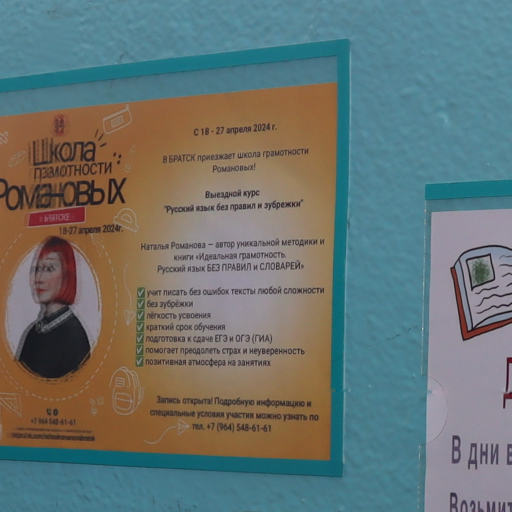 Школа
грамотности
Романовых
в БРАТСКЕ
18-27 апреля 2024г.
+7 964 548-61-61
С 18 - 27 апреля 2024 г.
В БРАТСК приезжает школа грамотности
Романовых!
Выездной курс
"Русский язык без правил и зубрежки"
Наталья Романова — автор уникальной методики и
книги «Идеальная грамотность.
Русский язык БЕЗ ПРАВИЛ и СЛОВАРЕЙ»
✅ учит писать без ошибок тексты любой сложности
✅ без зубрёжки
✅ лёгкость усвоения
✅ краткий срок обучения
✅ подготовка к сдаче ЕГЭ и ОГЭ (ГИА)
✅ помогает преодолеть страх и неуверенность
✅ позитивная атмосфера на занятиях
Запись открыта! Подробную информацию и
специальные условия участия можно узнать по
тел. +7 (964) 548-61-61
В дни